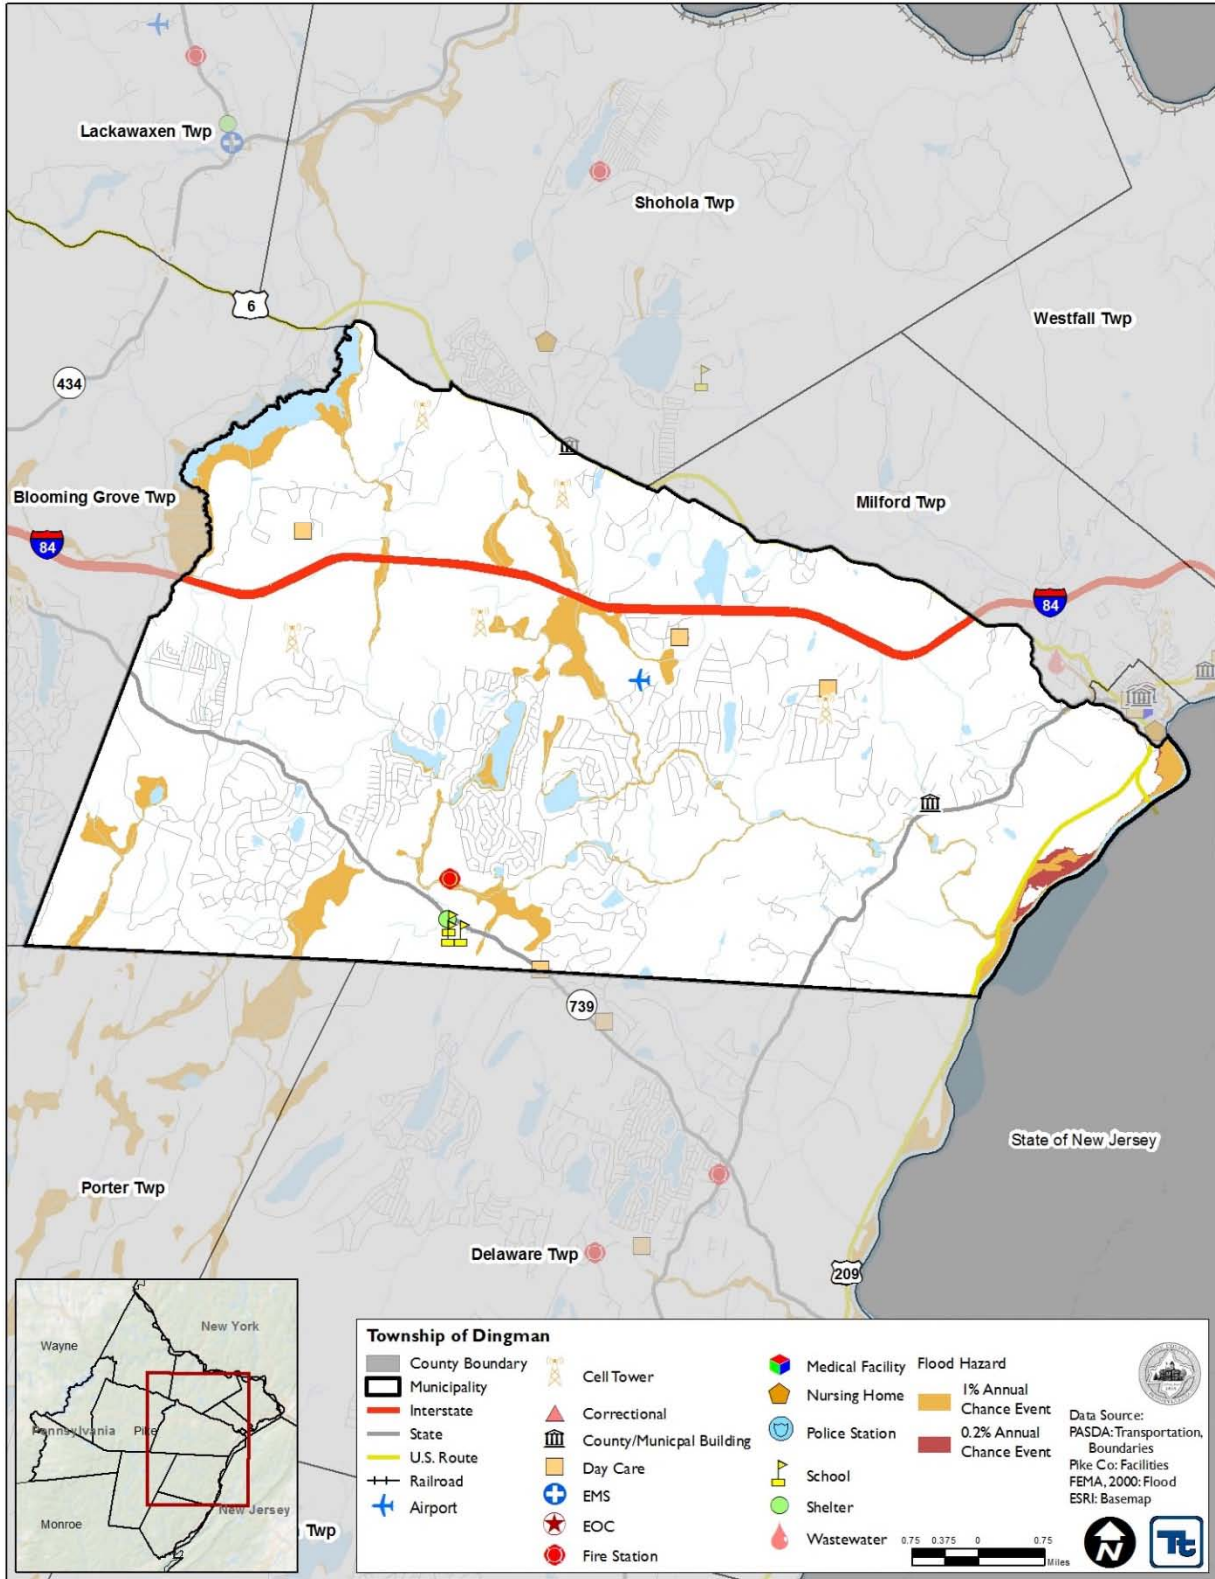 Lackawaxen Twp
Shohola Twp
6
Westfall Twp
434
Blooming Grove Twp
Milford Twp
84
84
739
State of New Jersey
Porter Twp
Delaware Twp
209
New York
Wayne
Pennsylvania
Pike
New Jersey
Monroe
Twp
Township of Dingman
County Boundary
Municipality
Interstate
State
U.S. Route
Railroad
Airport
Cell Tower
Correctional
County/Municpal Building
Day Care
EMS
EOC
Fire Station
Medical Facility
Nursing Home
Police Station
School
Shelter
Wastewater
Flood Hazard
1% Annual
Chance Event
0.2% Annual
Chance Event
Data Source:
PASDA: Transportation,
Boundaries
Pike Co: Facilities
FEMA, 2000: Flood
ESRI: Basemap
0.75 0.375 0 0.75
Miles
N
Tt